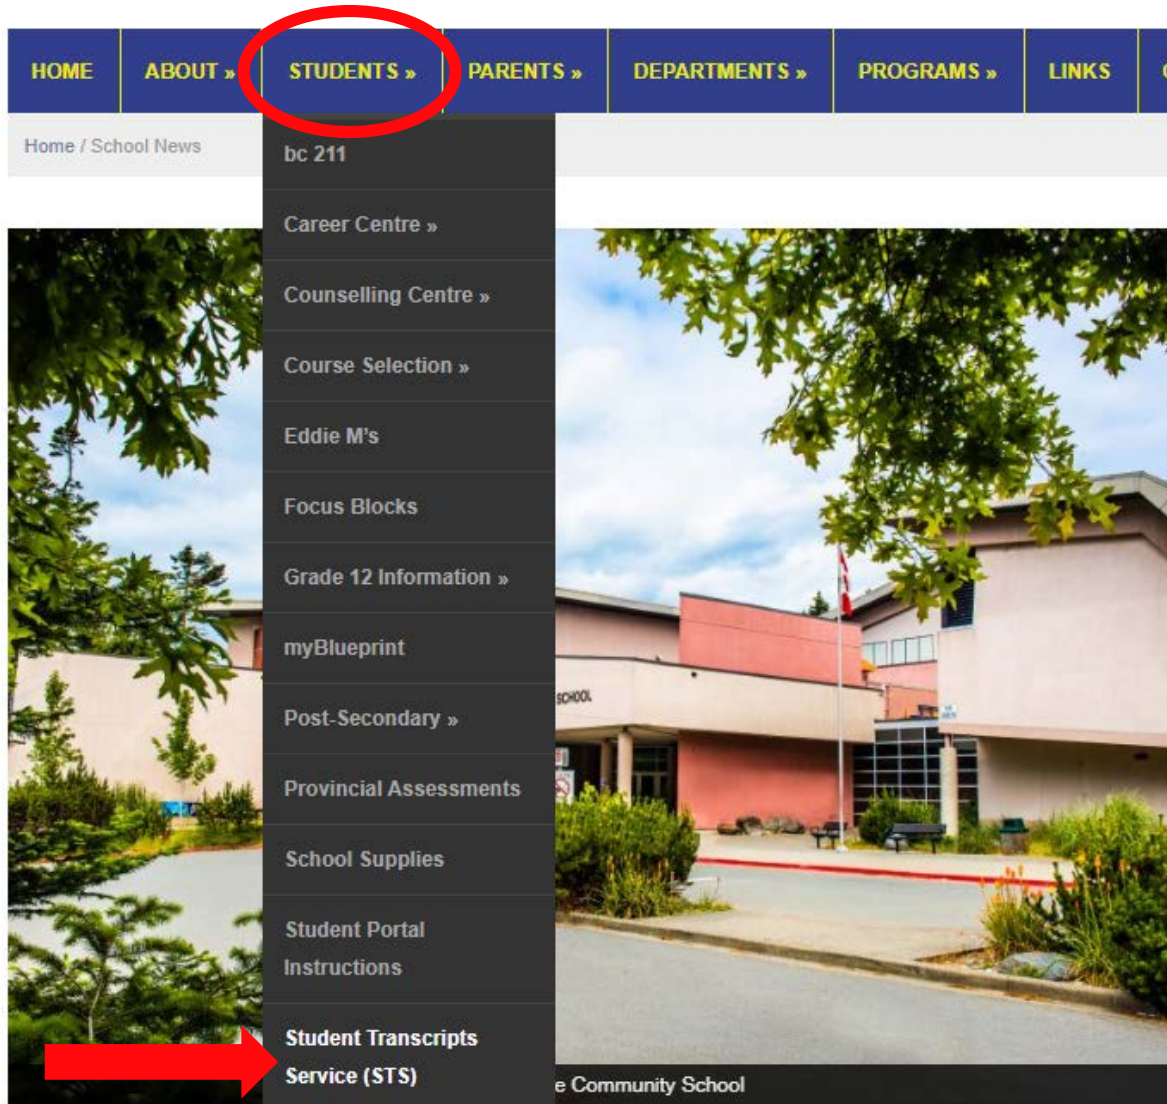 HOME ABOUT » STUDENTS » PARENTS » DEPARTMENTS » PROGRAMS » LINKS
Home / School News
bc 211
Career Centre »
Counselling Centre »
Course Selection »
Eddie M's
Focus Blocks
Grade 12 Information »
myBlueprint
SCHOOL
Post-Secondary »
Provincial Assessments
School Supplies
Student Portal
Instructions
Student Transcripts
Service (STS)
e Community School